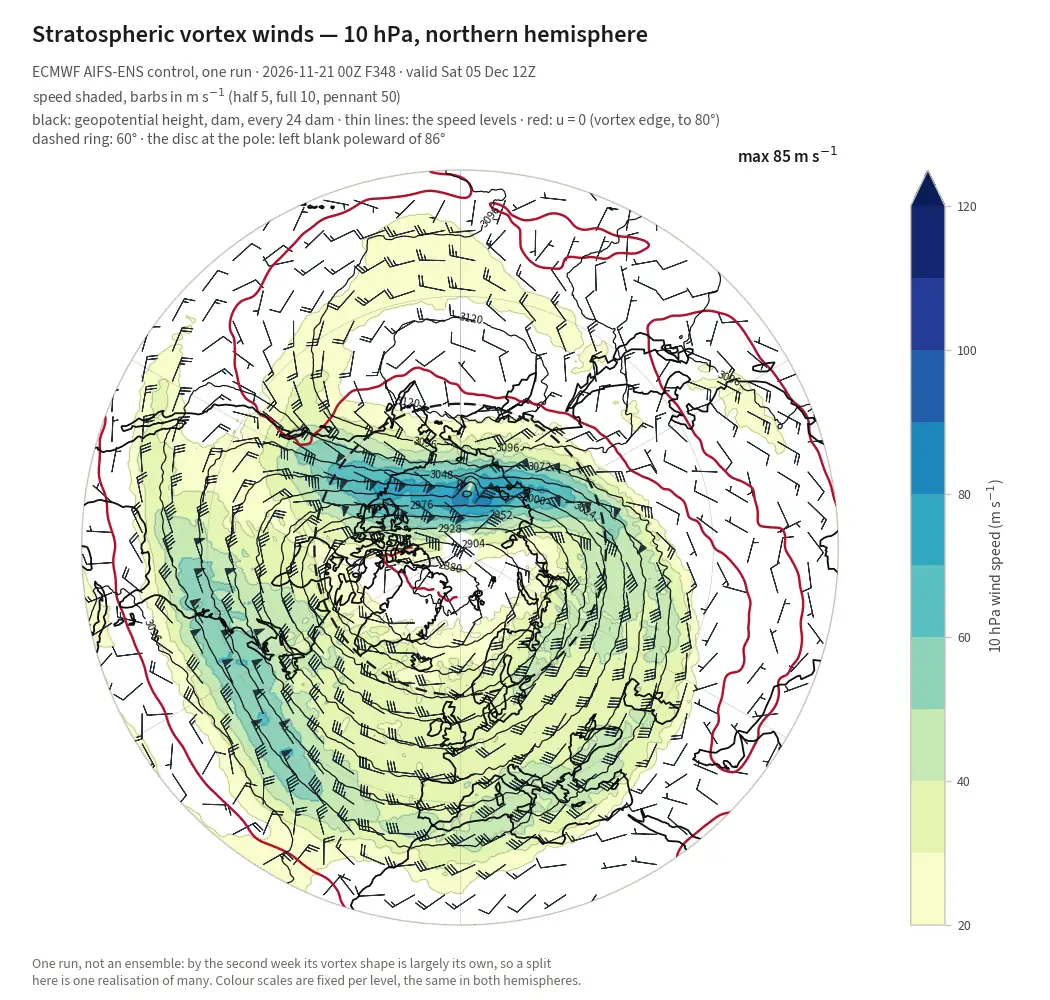 Stratospheric vortex winds — 10 hPa, northern hemisphere
ECMWF AIFS-ENS control, one run · 2026-11-21 00Z F348 · valid Sat 05 Dec 12Z
speed shaded, barbs in m s⁻¹ (half 5, full 10, pennant 50)
black: geopotential height, dam, every 24 dam · thin lines: the speed levels · red: u = 0 (vortex edge, to 80°)
dashed ring: 60° · the disc at the pole: left blank poleward of 86°
max 85 m s⁻¹
120
100
80
60
40
20
10 hPa wind speed (m s⁻¹)
3120
3096
3072
3048
2976
2952
2928
2904
2880
One run, not an ensemble: by the second week its vortex shape is largely its own, so a split
here is one realisation of many. Colour scales are fixed per level, the same in both hemispheres.